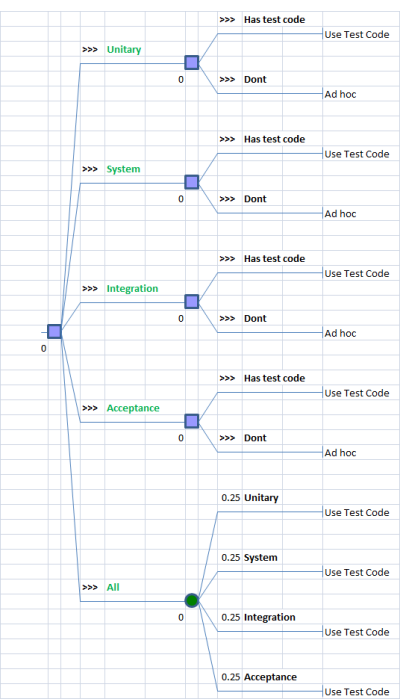 >>> Has test code
Use Test Code
>>> Unitary
0
>>> Dont
Ad hoc
>>> Has test code
Use Test Code
>>> System
0
>>> Dont
Ad hoc
>>> Has test code
Use Test Code
>>> Integration
0
>>> Dont
Ad hoc
0
>>> Has test code
Use Test Code
>>> Acceptance
0
>>> Dont
Ad hoc
0.25 Unitary
Use Test Code
0.25 System
Use Test Code
>>> All
0
0.25 Integration
Use Test Code
0.25 Acceptance
Use Test Code